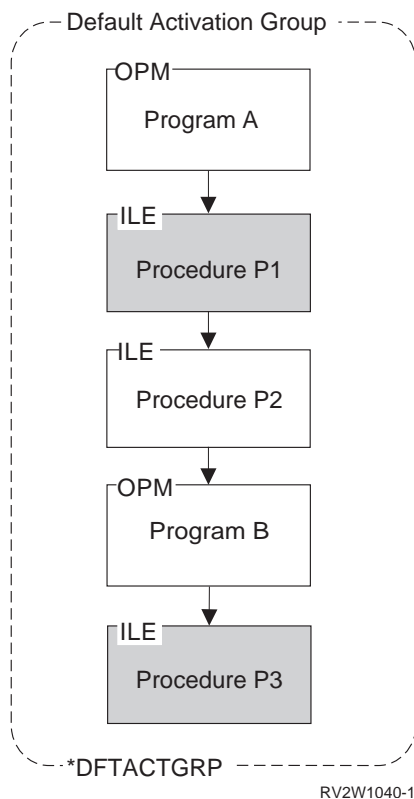 Default Activation Group
OPM
Program A
ILE
Procedure P1
ILE
Procedure P2
OPM
Program B
ILE
Procedure P3
*DFTACTGRP
RV2W1040-1